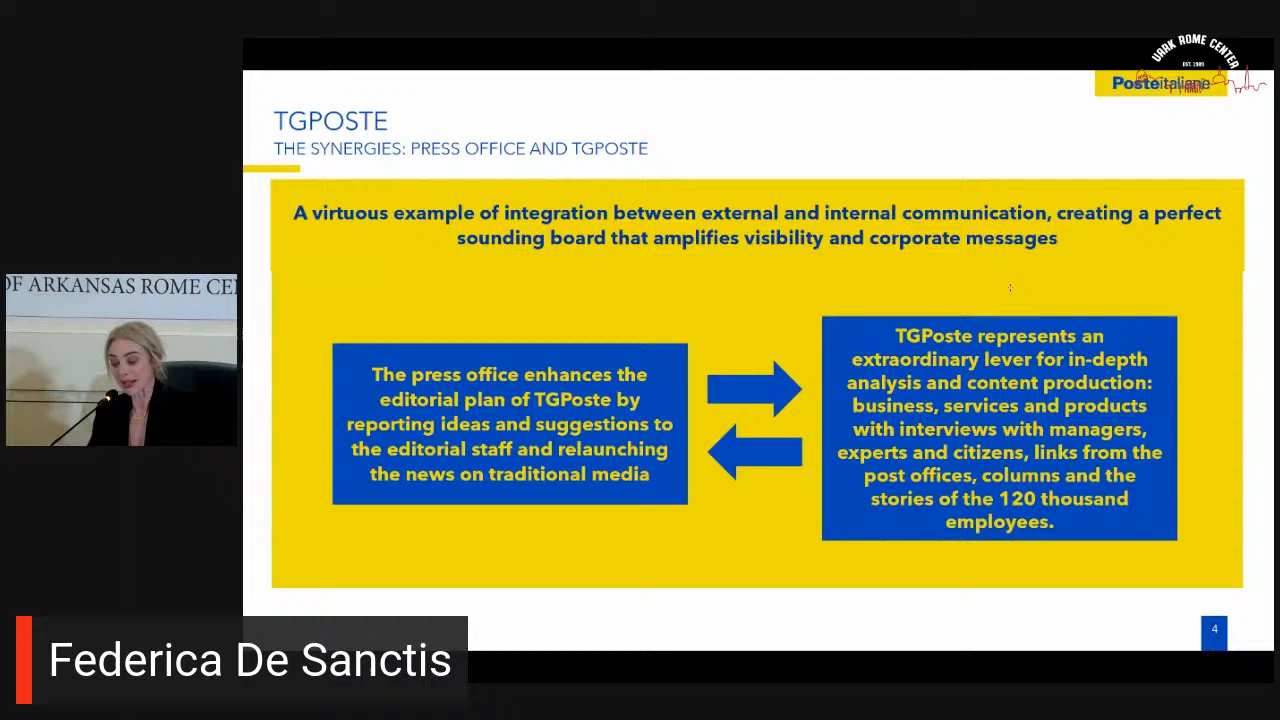 UARK ROME CENTER
EST. 1989
Posteitaliane
TGPOSTE
THE SYNERGIES: PRESS OFFICE AND TGPOSTE
A virtuous example of integration between external and internal communication, creating a perfect
sounding board that amplifies visibility and corporate messages
The press office enhances the
editorial plan of TGPoste by
reporting ideas and suggestions to
the editorial staff and relaunching
the news on traditional media
TGPoste represents an
extraordinary lever for in-depth
analysis and content production:
business, services and products
with interviews with managers,
experts and citizens, links from the
post offices, columns and the
stories of the 120 thousand
employees.
OF ARKANSAS ROME CE
4
Federica De Sanctis